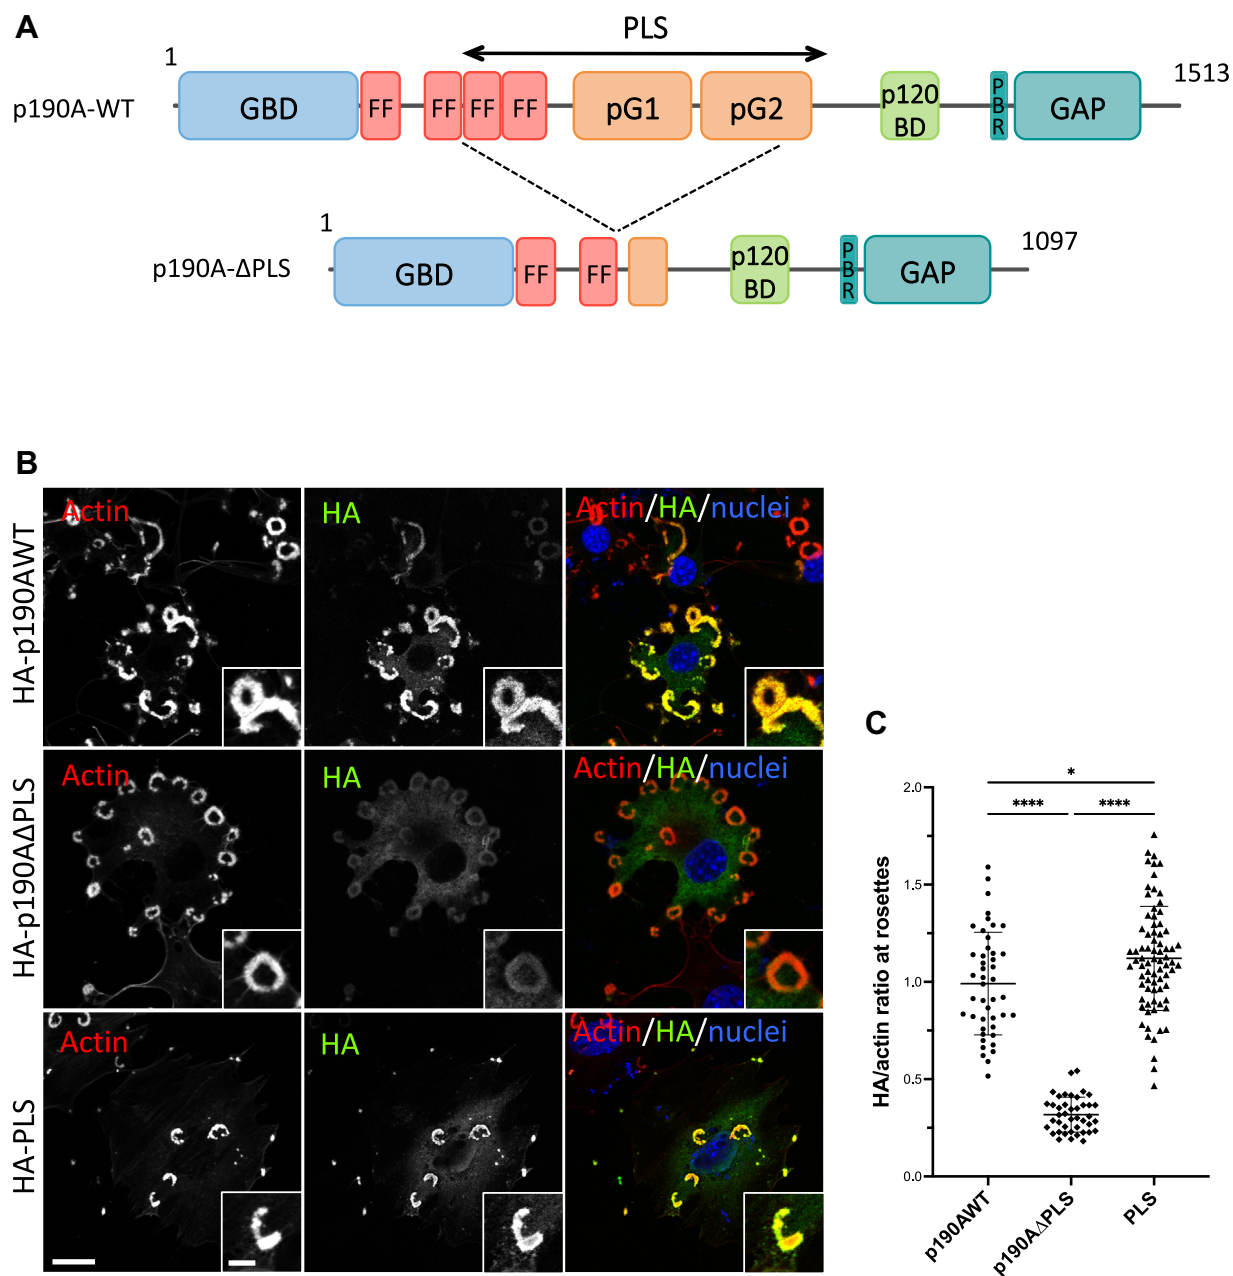 A
PLS
1
1513
p190A-WT
GBD
FF
FF
FF
FF
pG1
pG2
p120
BD
P
B
R
GAP
1
1097
p190A-ΔPLS
GBD
FF
FF
p120
BD
P
B
R
GAP
B
HA-p190AWT
Actin
HA
Actin/HA/nuclei
HA-p190AΔPLS
Actin
HA
Actin/HA/nuclei
HA-PLS
Actin
HA
Actin/HA/nuclei
C
*
**** ****
HA/actin ratio at rosettes
2.0
1.5
1.0
0.5
0.0
p190AWT
p190AΔPLS
PLS